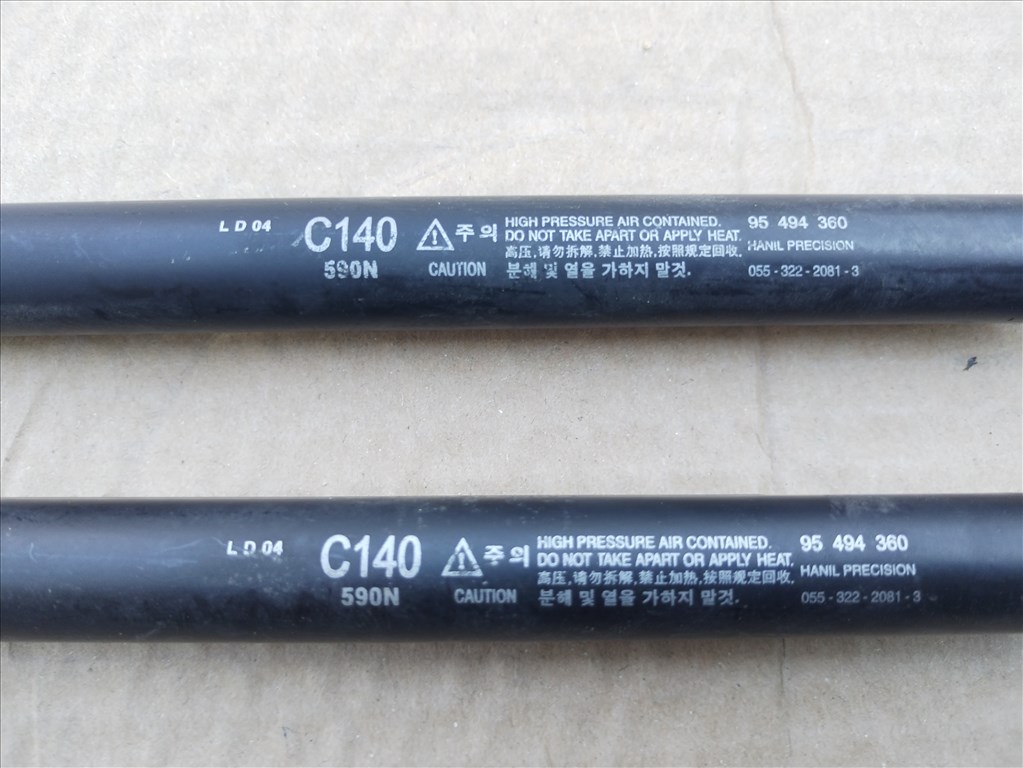 L D 04
C140
590N
주의
CAUTION
HIGH PRESSURE AIR CONTAINED.
DO NOT TAKE APART OR APPLY HEAT.
高压,请勿拆解,禁止加热,按照规定回收.
분해 및 열을 가하지 말것.
95 494 360
HANIL PRECISION
055-322-2081-3
L D 04
C140
590N
주의
CAUTION
HIGH PRESSURE AIR CONTAINED.
DO NOT TAKE APART OR APPLY HEAT.
高压,请勿拆解,禁止加热,按照规定回收.
분해 및 열을 가하지 말것.
95 494 360
HANIL PRECISION
055-322-2081-3